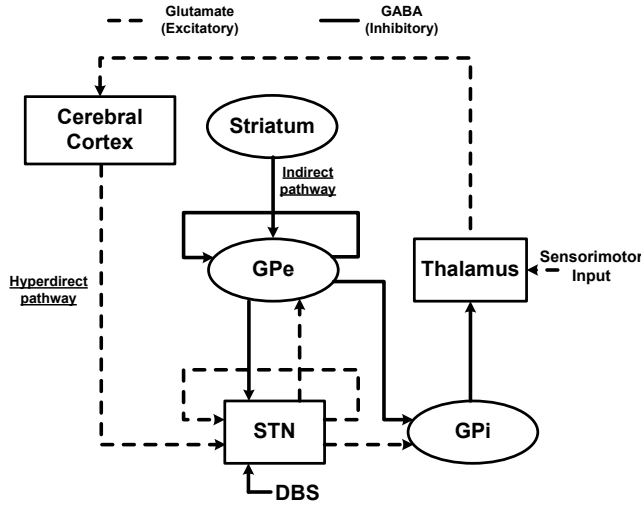 Glutamate
(Excitatory)
GABA
(Inhibitory)
Cerebral
Cortex
Striatum
Indirect
pathway
GPe
Thalamus
Sensorimotor
Input
Hyperdirect
pathway
STN
GPi
DBS